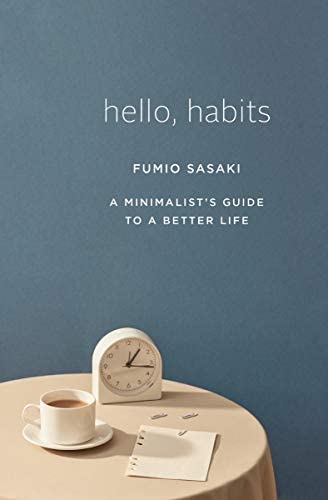 hello, habits
FUMIO SASAKI
A MINIMALIST'S GUIDE
TO A BETTER LIFE